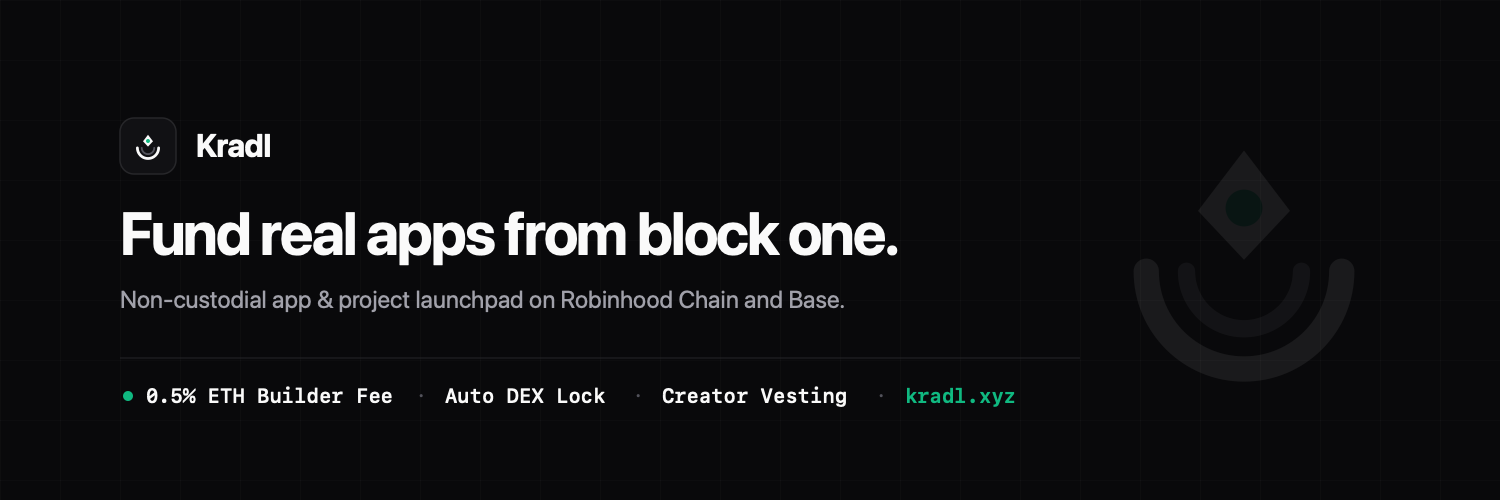 Kradl
Fund real apps from block one.
Non-custodial app & project launchpad on Robinhood Chain and Base.
0.5% ETH Builder Fee · Auto DEX Lock · Creator Vesting · kradl.xyz